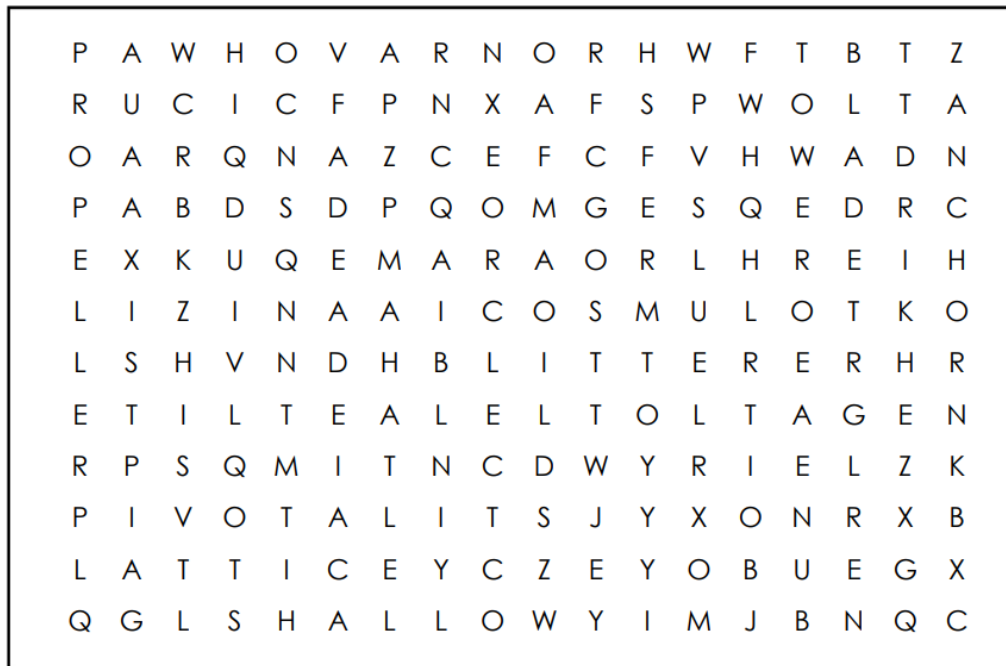 P A W H O V A R N O R H W F T B T Z
R U C I C F P N X A F S P W O L T A
O A R Q N A Z C E F C F V H W A D N
P A B D S D P Q O M G E S Q E D R C
E X K U Q E M A R A O R L H R E I H
L I Z I N A A I C O S M U L O T K O
L S H V N D H B L I T T E R E R H R
E T I L T E A L E L T O L T A G E N
R P S Q M I T N C D W Y R I E L Z K
P I V O T A L I T S J Y X O N R X B
L A T T I C E Y C Z E Y O B U E G X
Q G L S H A L L O W Y I M J B N Q C